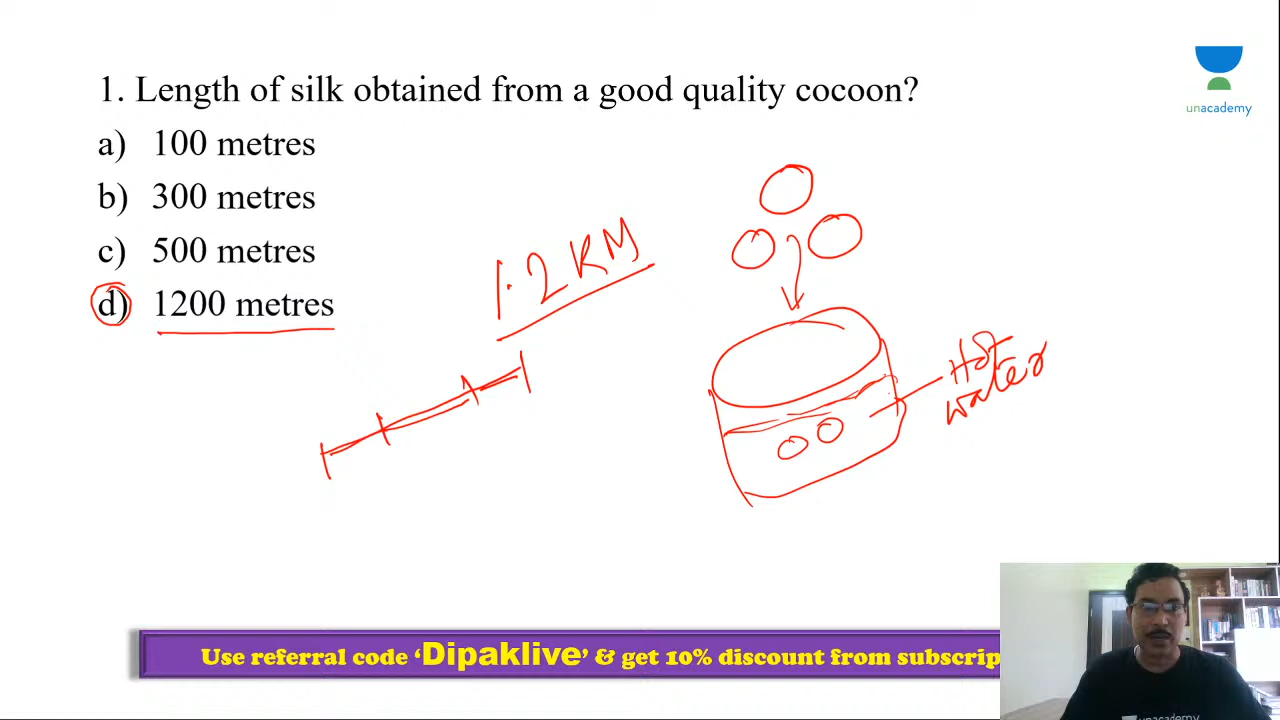 1. Length of silk obtained from a good quality cocoon?
a) 100 metres
b) 300 metres
c) 500 metres
d) 1200 metres
1.2 KM
Hot
water
unacademy
Use referral code ‘Dipaklive’ & get 10% discount from subscrip
unacademy